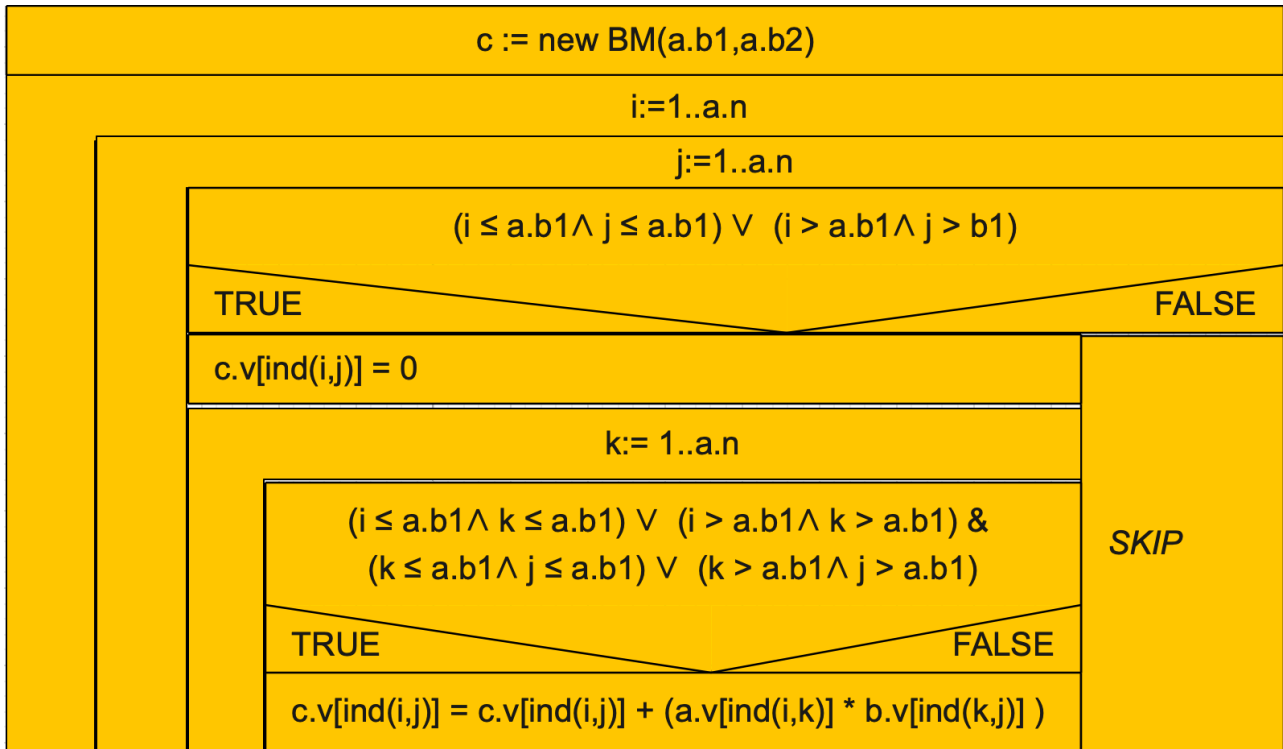 c := new BM(a.b1,a.b2)
i:=1..a.n
j:=1..a.n
(i ≤ a.b1∧ j ≤ a.b1) ∨ (i > a.b1∧ j > b1)
TRUE
FALSE
c.v[ind(i,j)] = 0
k:= 1..a.n
(i ≤ a.b1∧ k ≤ a.b1) ∨ (i > a.b1∧ k > a.b1) &
(k ≤ a.b1∧ j ≤ a.b1) ∨ (k > a.b1∧ j > a.b1)
SKIP
TRUE
FALSE
c.v[ind(i,j)] = c.v[ind(i,j)] + (a.v[ind(i,k)] * b.v[ind(k,j)] )